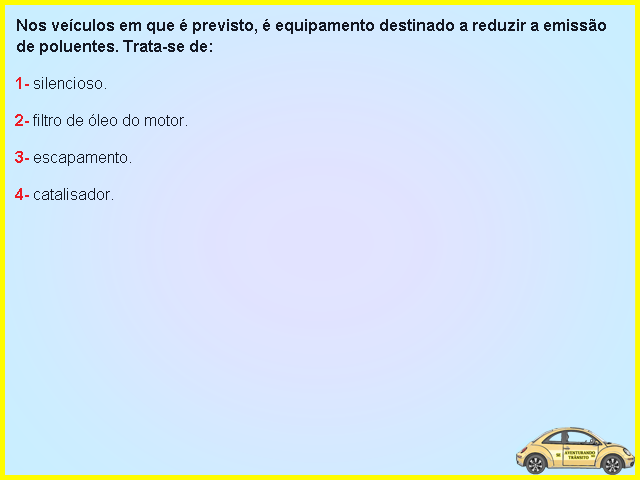 Nos veículos em que é previsto, é equipamento destinado a reduzir a emissão
de poluentes. Trata-se de:
1- silencioso.
2- filtro de óleo do motor.
3- escapamento.
4- catalisador.
AVENTURANDO
TRÂNSITO